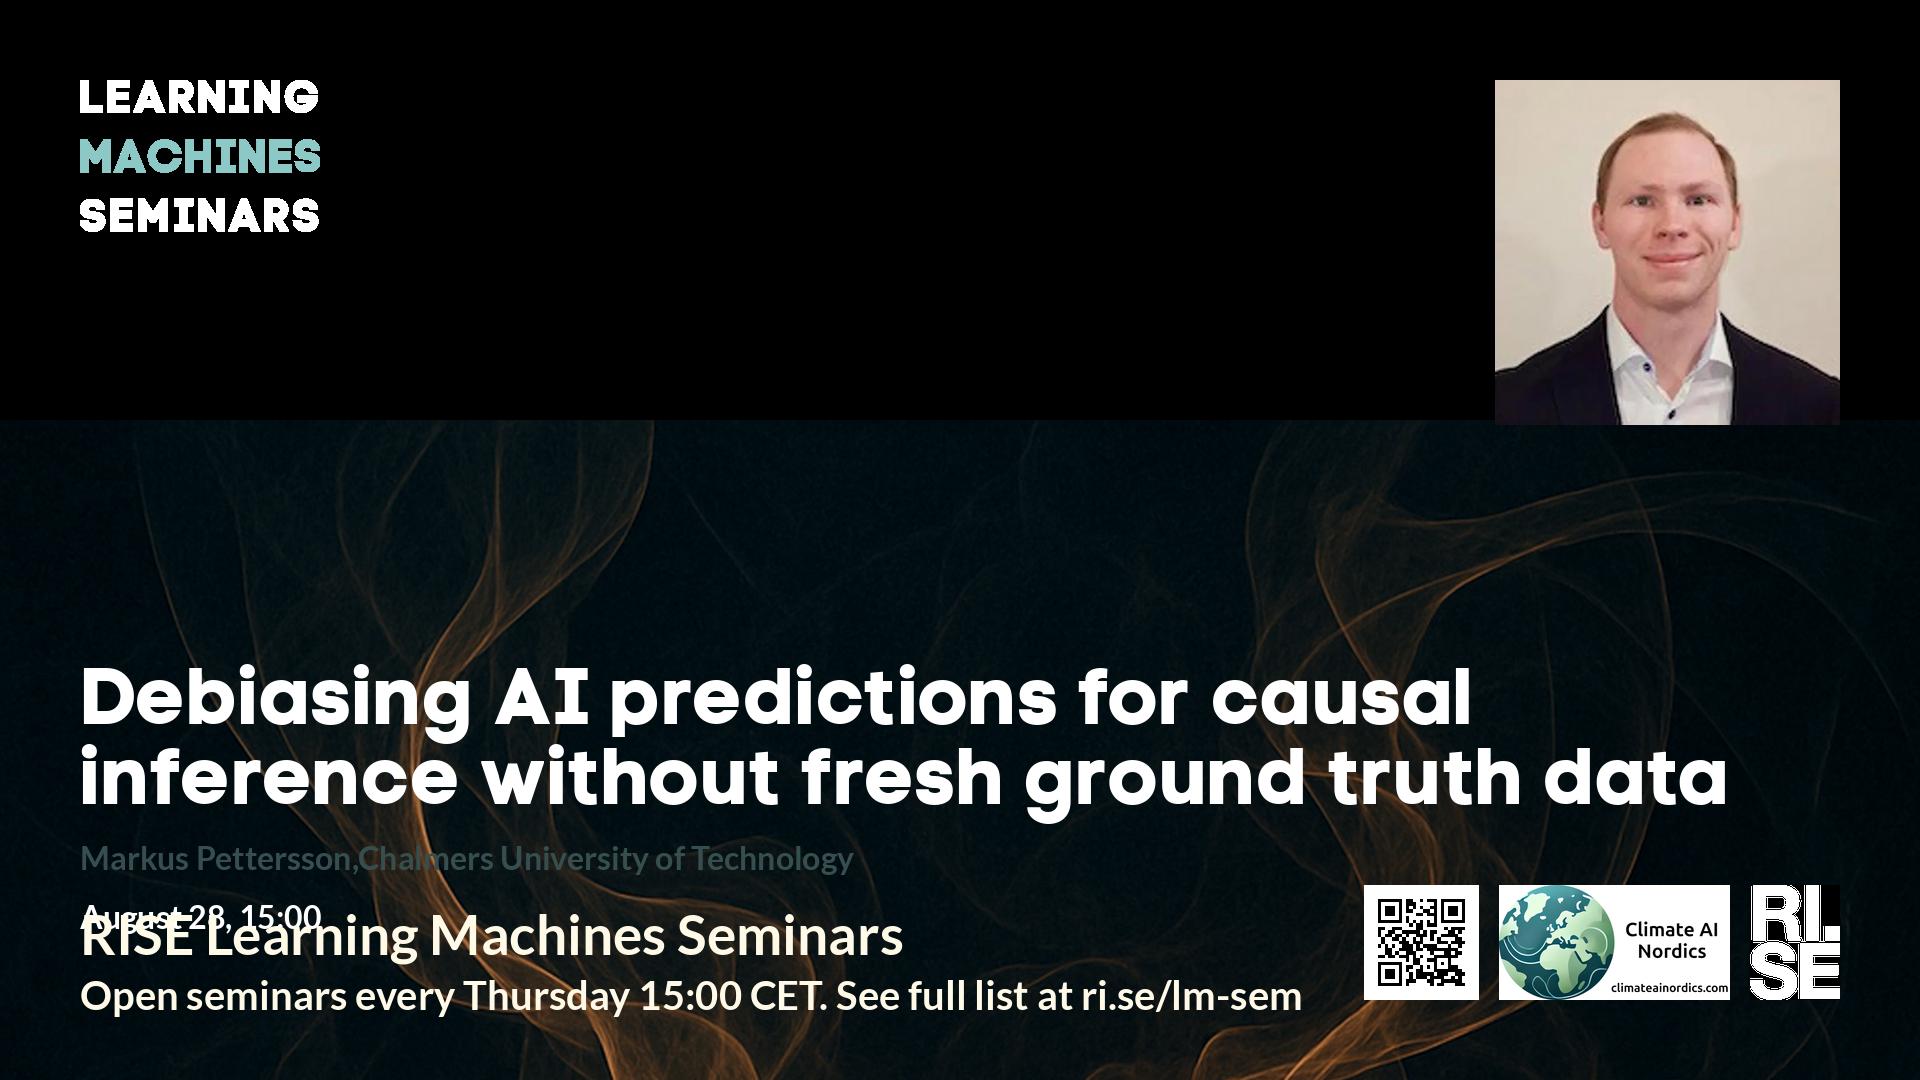 LEARNING
MACHINES
SEMINARS
Debiasing AI predictions for causal
inference without fresh ground truth data
Markus Pettersson,Chalmers University of Technology
August 28, 15:00
RISE Learning Machines Seminars
Open seminars every Thursday 15:00 CET. See full list at ri.se/lm-sem
Climate AI
Nordics
climateainordics.com
RI.
SE